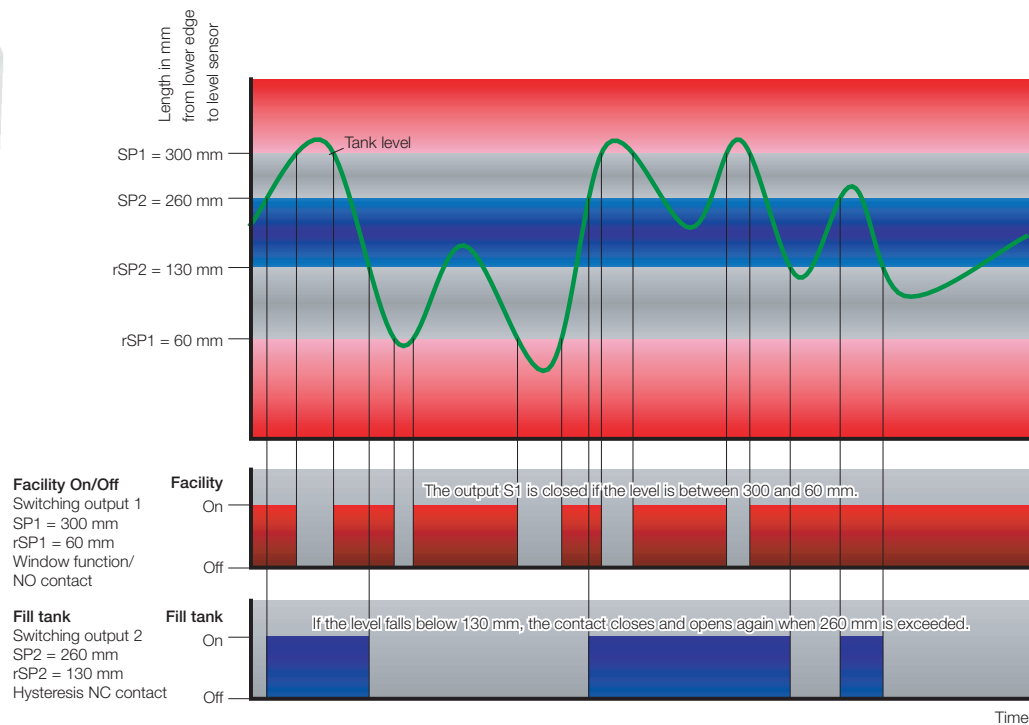 Length in mm
from lower edge
to level sensor
Tank level
SP1 = 300 mm
SP2 = 260 mm
rSP2 = 130 mm
rSP1 = 60 mm
Facility On/Off
Switching output 1
SP1 = 300 mm
rSP1 = 60 mm
Window function/
NO contact
Facility
On
Off
The output S1 is closed if the level is between 300 and 60 mm.
Fill tank
Switching output 2
SP2 = 260 mm
rSP2 = 130 mm
Hysteresis NC contact
Fill tank
On
Off
If the level falls below 130 mm, the contact closes and opens again when 260 mm is exceeded.
Time